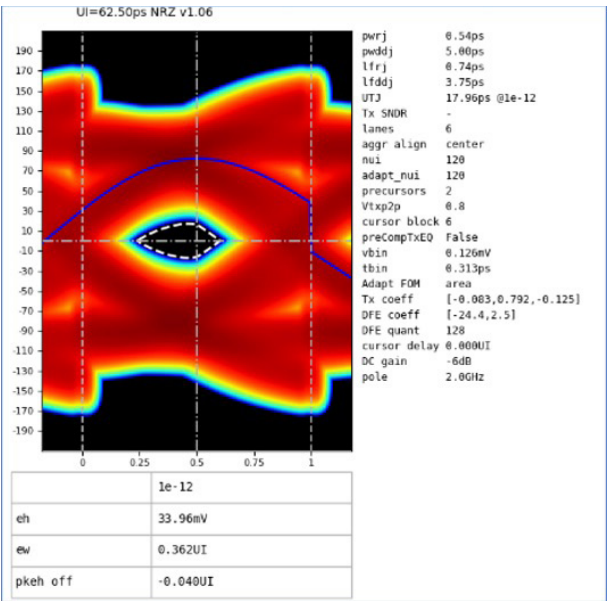 UI=62.50ps NRZ v1.06
190
170
150
130
110
90
70
50
30
10
-10
-30
-50
-70
-90
-110
-130
-150
-170
-190
0 0.25 0.5 0.75 1
pwrj 0.54ps
pwddj 5.00ps
lfrj 0.74ps
lfddj 3.75ps
UTJ 17.96ps @1e-12
Tx SNDR -
lanes 6
aggr align center
nui 120
adapt_nui 120
precursors 2
Vtxp2p 0.8
cursor block 6
preCompTxEQ False
vbin 0.126mV
tbin 0.313ps
Adapt FOM area
Tx coeff [-0.083,0.792,-0.125]
DFE coeff [-24.4,2.5]
DFE quant 128
cursor delay 0.000UI
DC gain -6dB
pole 2.0GHz
1e-12
eh 33.96mV
ew 0.362UI
pkeh off -0.040UI